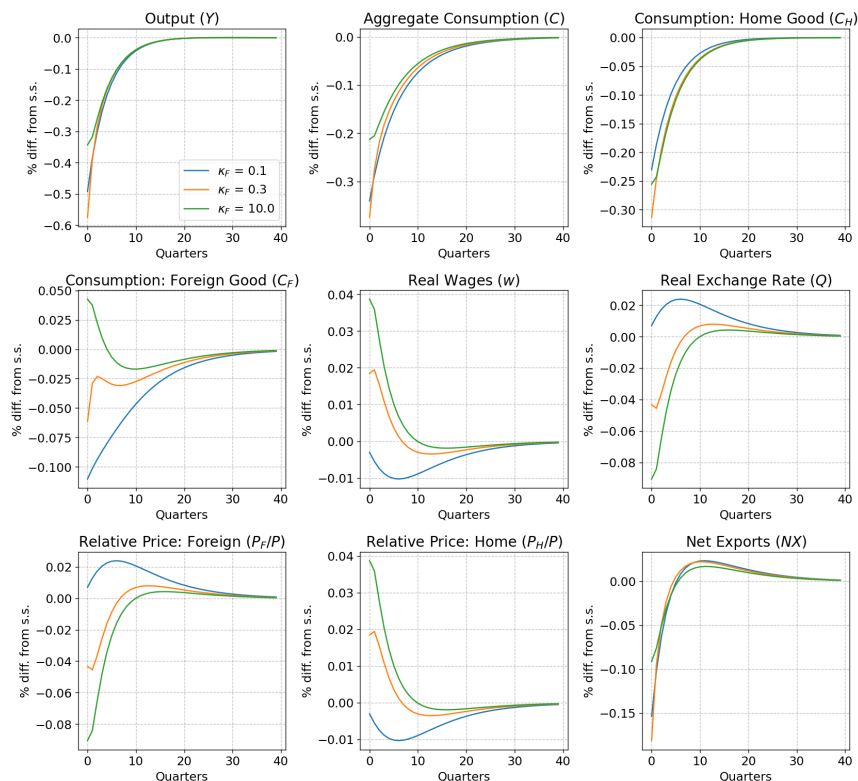 Output (Y)
Aggregate Consumption (C)
Consumption: Home Good (C_H)
% diff. from s.s.
0.0
−0.1
−0.2
−0.3
−0.4
−0.5
−0.6
κ_F = 0.1
κ_F = 0.3
κ_F = 10.0
0 10 20 30 40
Quarters
% diff. from s.s.
0.0
−0.1
−0.2
−0.3
0 10 20 30 40
Quarters
% diff. from s.s.
0.00
−0.05
−0.10
−0.15
−0.20
−0.25
−0.30
0 10 20 30 40
Quarters
Consumption: Foreign Good (C_F)
Real Wages (w)
Real Exchange Rate (Q)
% diff. from s.s.
0.050
0.025
0.000
−0.025
−0.050
−0.075
−0.100
0 10 20 30 40
Quarters
% diff. from s.s.
0.04
0.03
0.02
0.01
0.00
−0.01
0 10 20 30 40
Quarters
% diff. from s.s.
0.02
0.00
−0.02
−0.04
−0.06
−0.08
0 10 20 30 40
Quarters
Relative Price: Foreign (P_F/P)
Relative Price: Home (P_H/P)
Net Exports (NX)
% diff. from s.s.
0.02
0.00
−0.02
−0.04
−0.06
−0.08
0 10 20 30 40
Quarters
% diff. from s.s.
0.04
0.03
0.02
0.01
0.00
−0.01
0 10 20 30 40
Quarters
% diff. from s.s.
0.00
−0.05
−0.10
−0.15
0 10 20 30 40
Quarters